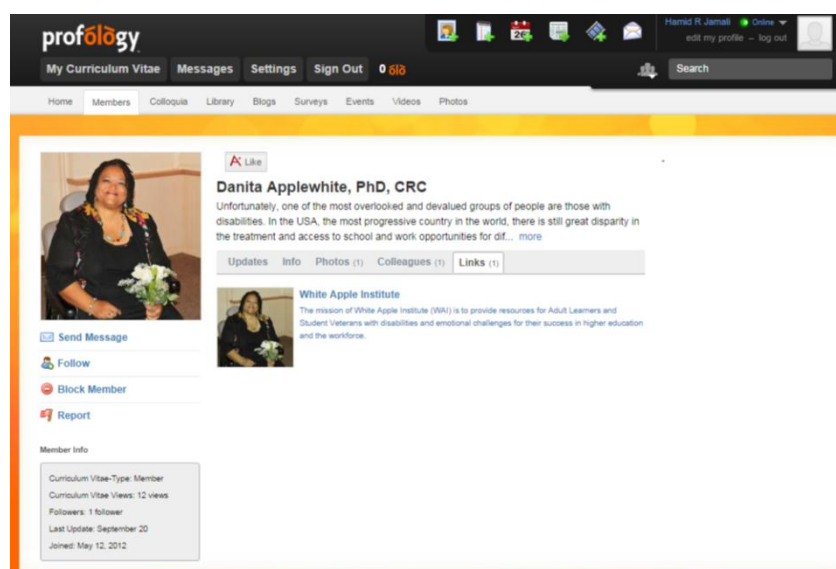 profólògy
Hamid R Jamali Online
edit my profile – log out
26
My Curriculum Vitae Messages Settings Sign Out 0 ólò
Search
Home Members Colloquia Library Blogs Surveys Events Videos Photos
Like
Danita Applewhite, PhD, CRC
Unfortunately, one of the most overlooked and devalued groups of people are those with
disabilities. In the USA, the most progressive country in the world, there is still great disparity in
the treatment and access to school and work opportunities for dif... more
Updates Info Photos (1) Colleagues (1) Links (1)
White Apple Institute
The mission of White Apple Institute (WAI) is to provide resources for Adult Learners and
Student Veterans with disabilities and emotional challenges for their success in higher education
and the workforce.
Send Message
Follow
Block Member
Report
Member Info
Curriculum Vitae-Type: Member
Curriculum Vitae Views: 12 views
Followers: 1 follower
Last Update: September 20
Joined: May 12, 2012